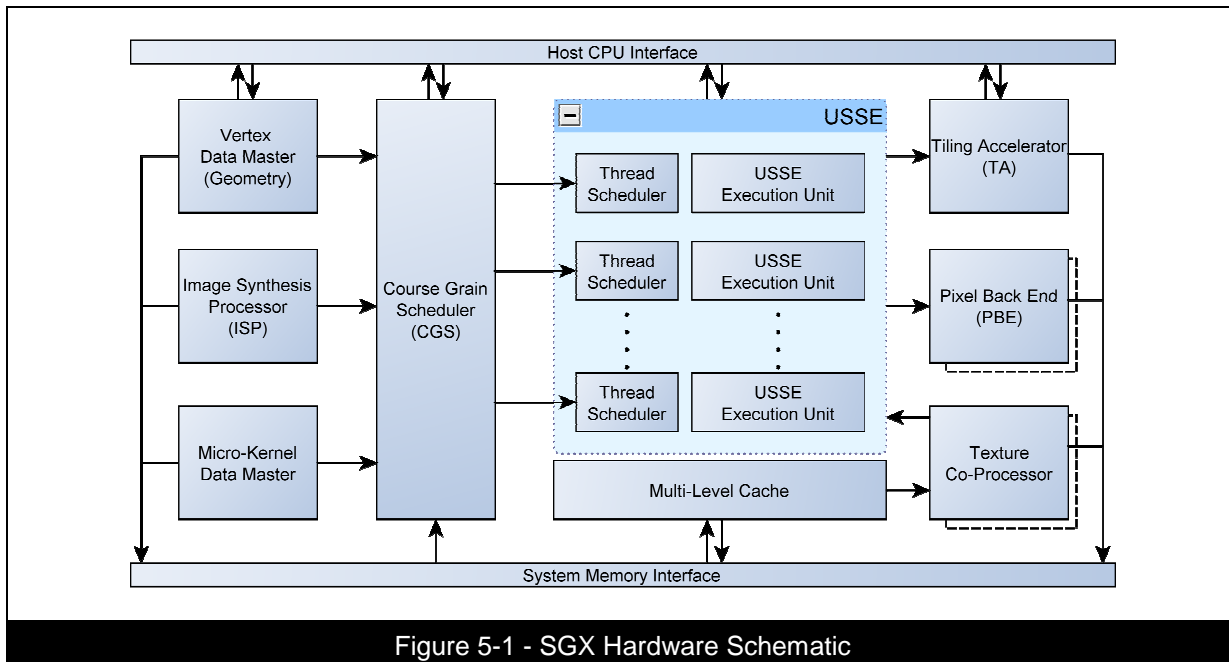 Host CPU Interface
Vertex
Data Master
(Geometry)
Image Synthesis
Processor
(ISP)
Micro-Kernel
Data Master
Course Grain
Scheduler
(CGS)
USSE
Thread
Scheduler
USSE
Execution Unit
Thread
Scheduler
USSE
Execution Unit
Thread
Scheduler
USSE
Execution Unit
Multi-Level Cache
Tiling Accelerator
(TA)
Pixel Back End
(PBE)
Texture
Co-Processor
System Memory Interface
Figure 5-1 - SGX Hardware Schematic